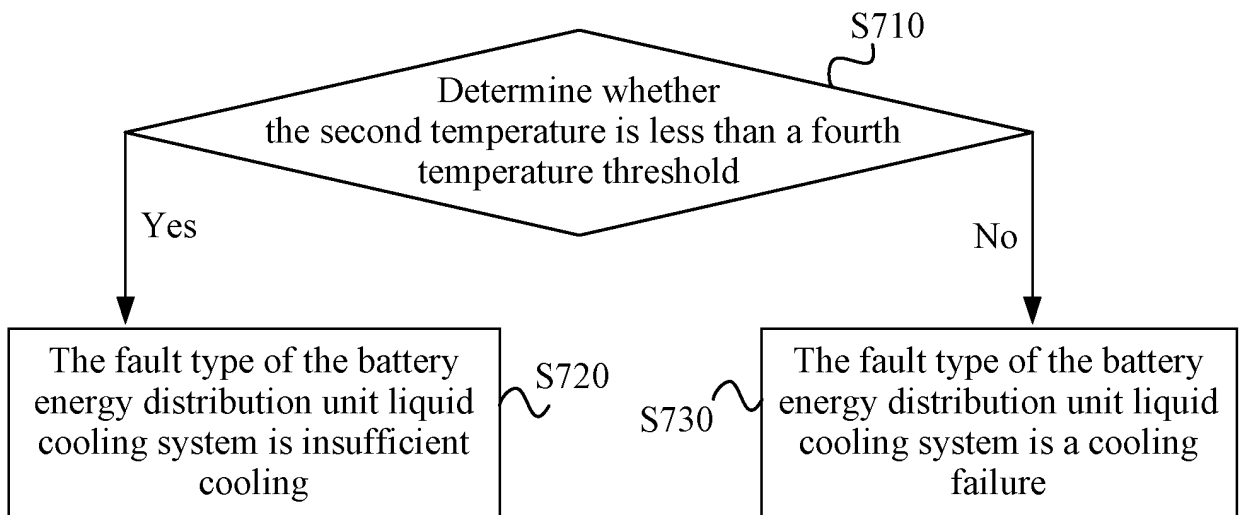 S710
Determine whether
the second temperature is less than a fourth
temperature threshold
Yes
No
The fault type of the battery
energy distribution unit liquid
cooling system is insufficient
cooling
S720
S730
The fault type of the battery
energy distribution unit liquid
cooling system is a cooling
failure